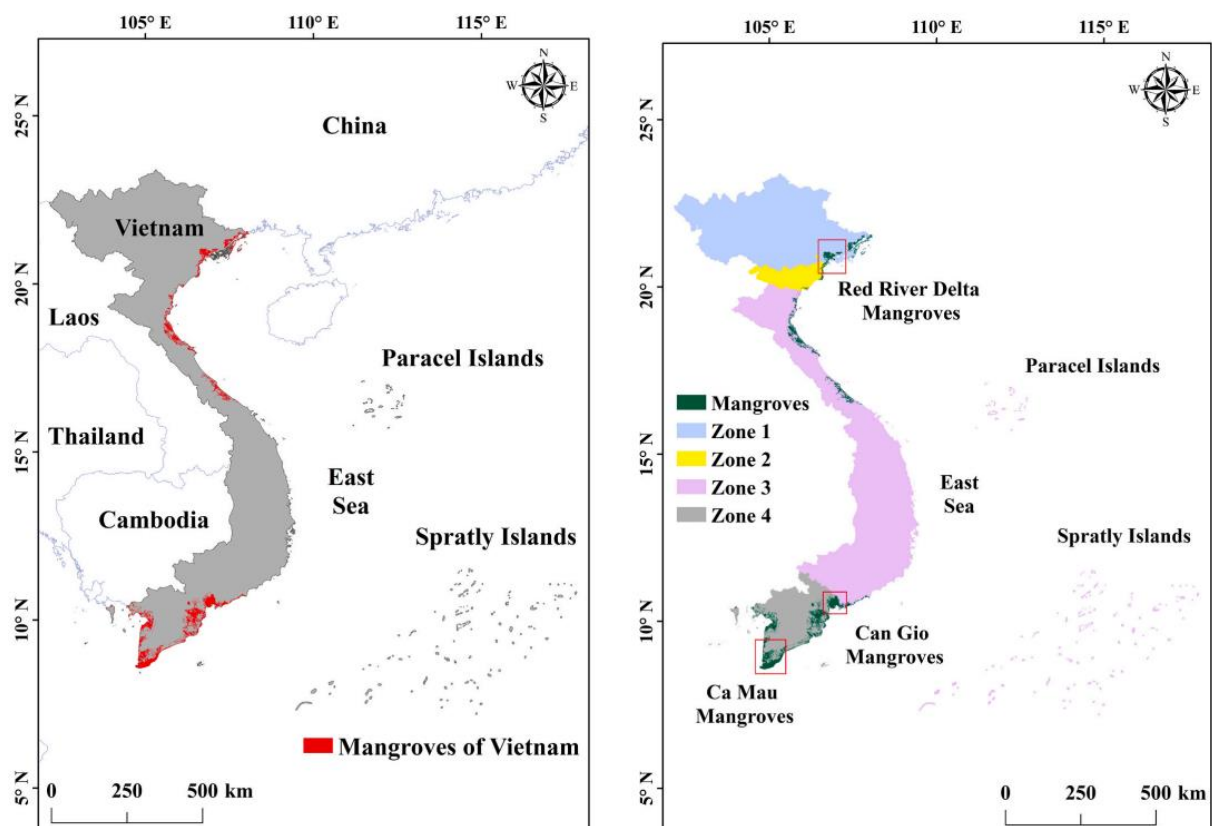 105° E
110° E
115° E
N
W
E
S
25° N
China
Vietnam
20° N
Laos
Paracel Islands
Thailand
15° N
East
Sea
Cambodia
Spratly Islands
10° N
Mangroves of Vietnam
5° N
0
250
500 km
105° E
110° E
115° E
N
W
E
S
25° N
20° N
Red River Delta
Mangroves
Paracel Islands
Mangroves
Zone 1
Zone 2
Zone 3
Zone 4
15° N
East
Sea
Spratly Islands
10° N
Can Gio
Mangroves
Ca Mau
Mangroves
5° N
0
250
500 km